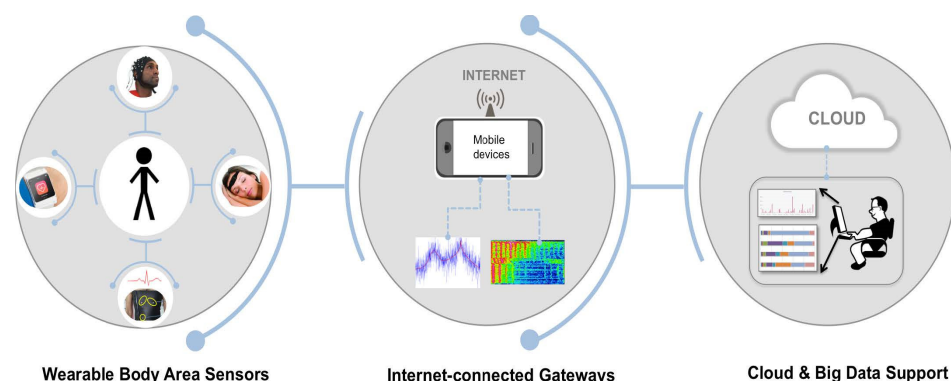 INTERNET
Mobile
devices
CLOUD
Wearable Body Area Sensors
Internet-connected Gateways
Cloud & Big Data Support